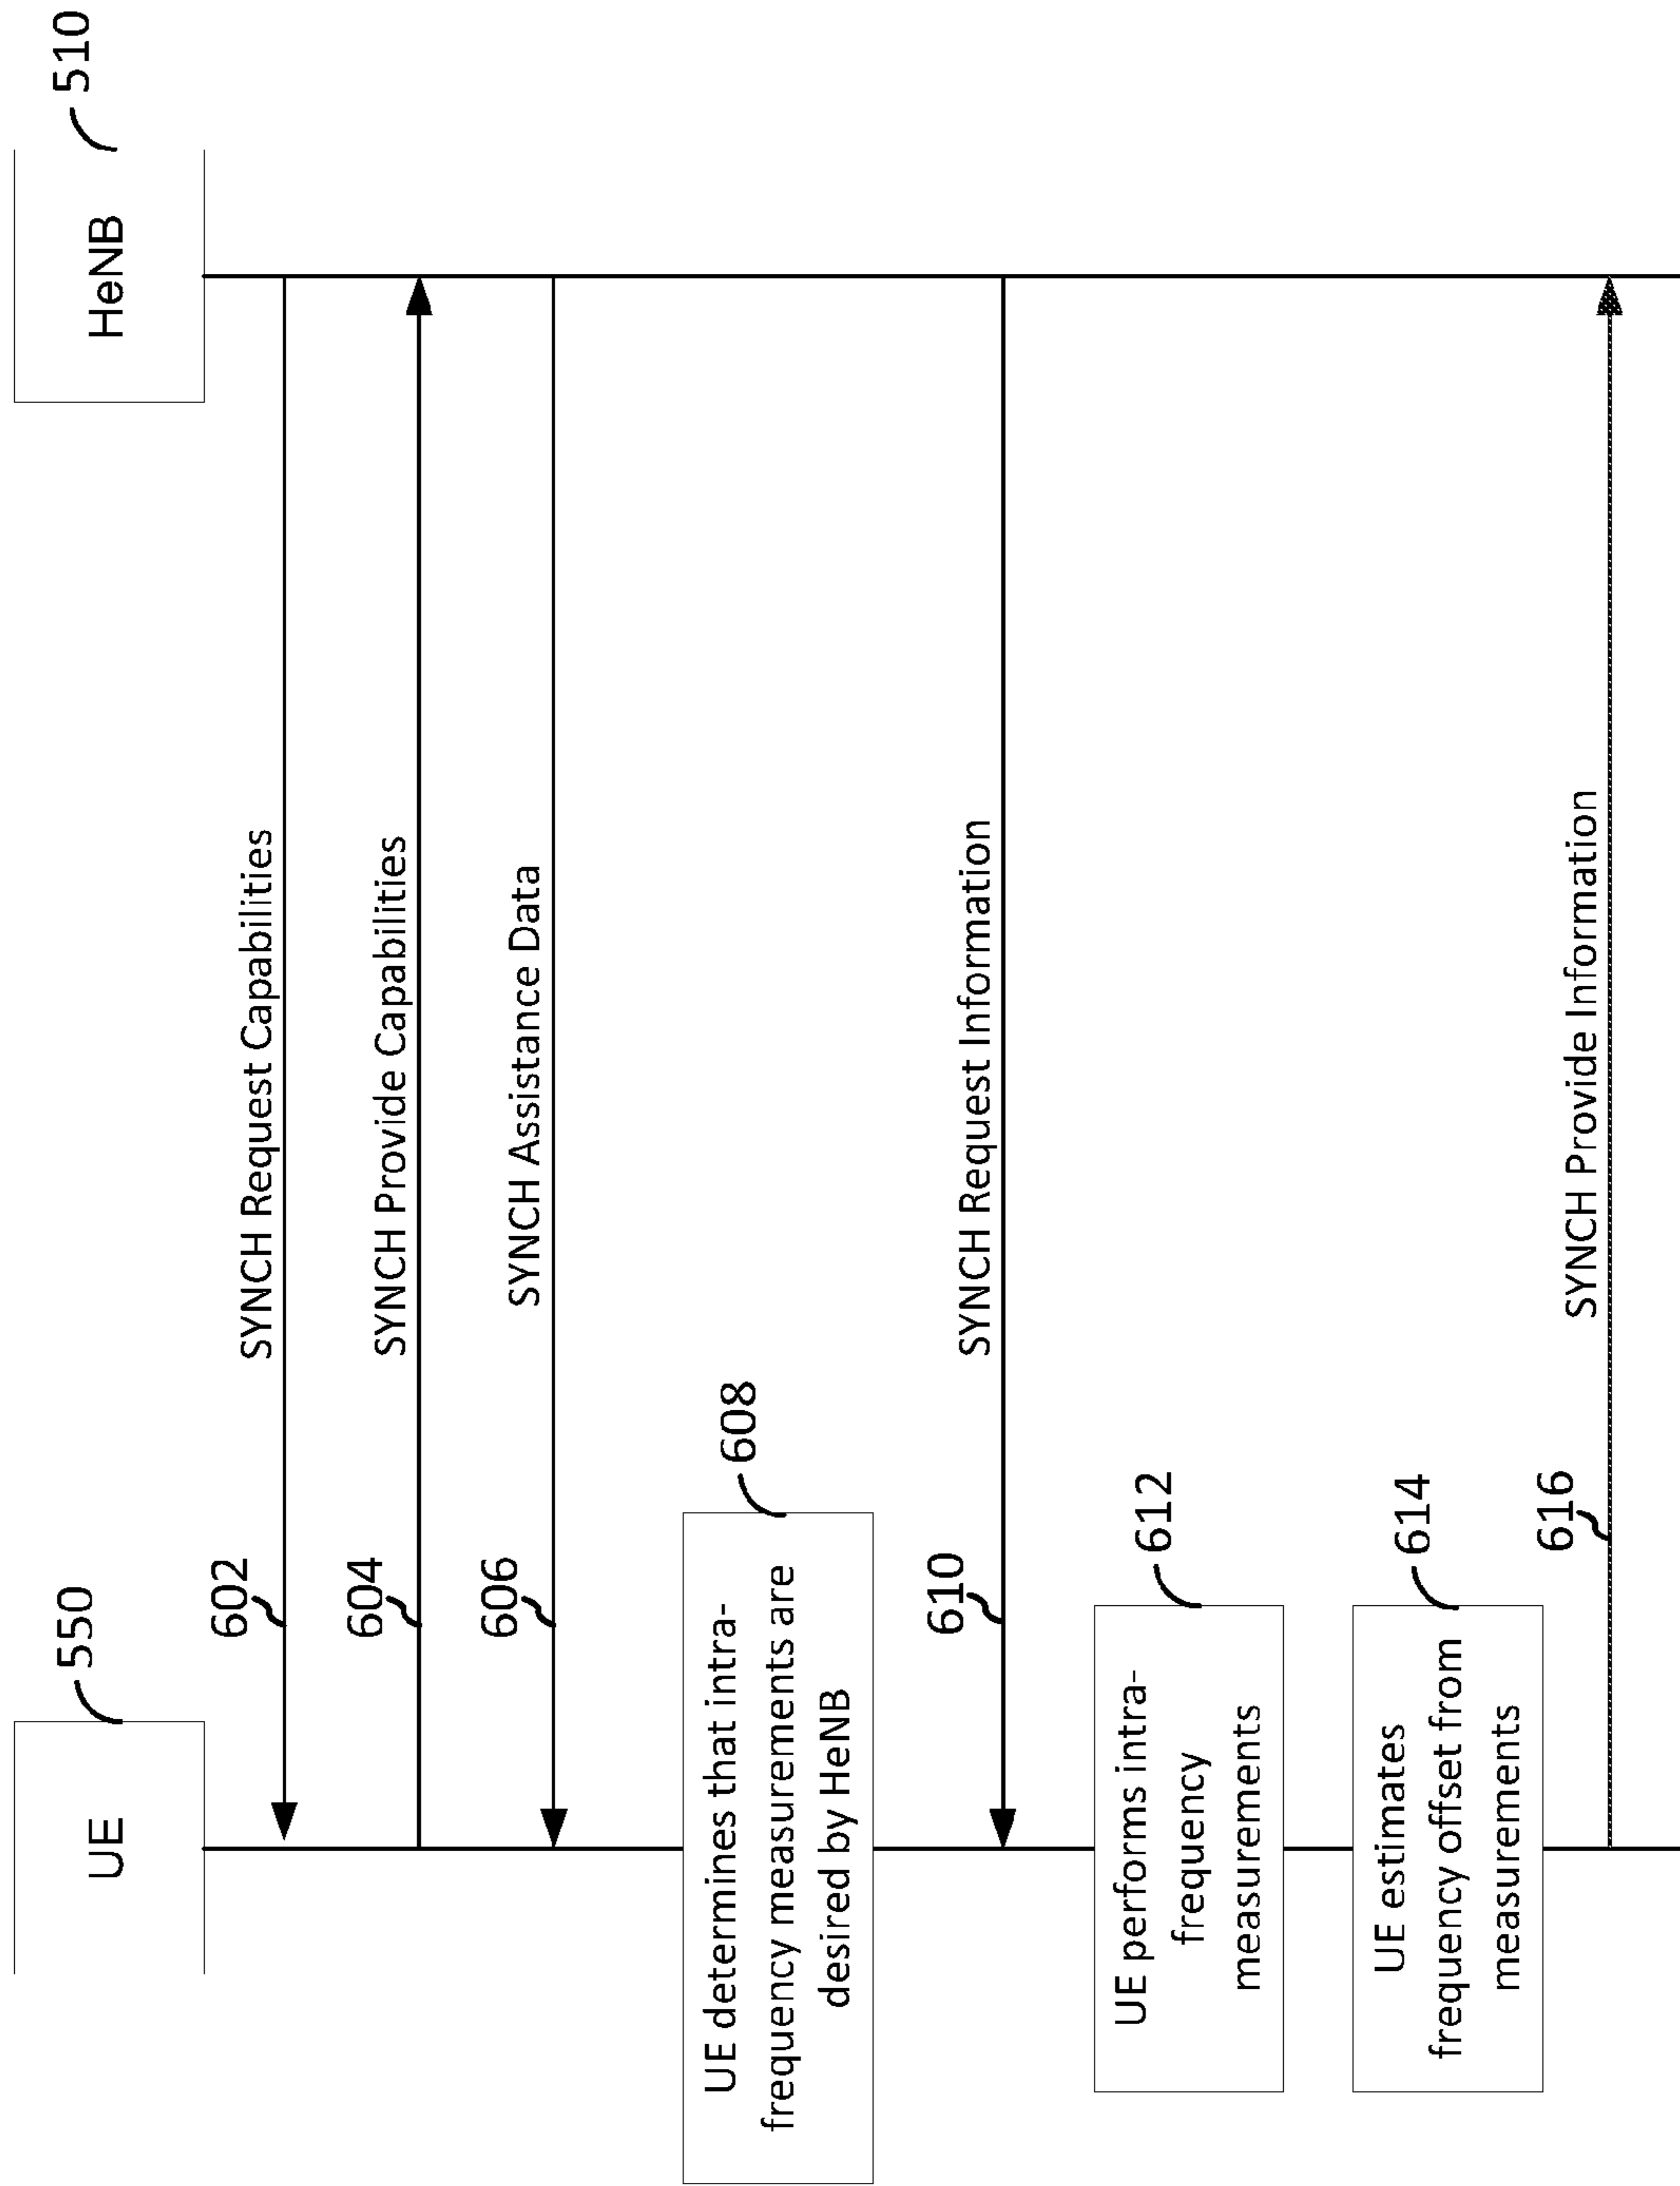 UE
550
HeNB
510
602
SYNCH Request Capabilities
604
SYNCH Provide Capabilities
606
SYNCH Assistance Data
608
UE determines that intra-
frequency measurements are
desired by HeNB
610
SYNCH Request Information
612
UE performs intra-
frequency
measurements
614
UE estimates
frequency offset from
measurements
616
SYNCH Provide Information